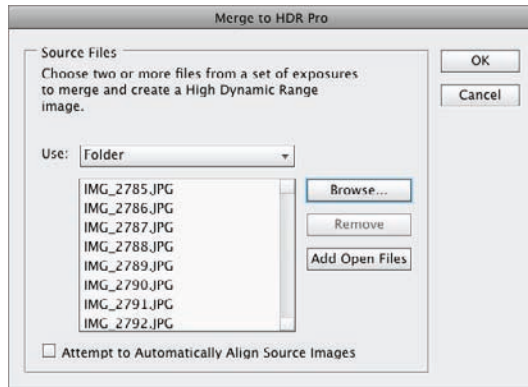 Merge to HDR Pro
Source Files
Choose two or more files from a set of exposures
to merge and create a High Dynamic Range
image.
OK
Cancel
Use: Folder
IMG_2785.JPG
IMG_2786.JPG
IMG_2787.JPG
IMG_2788.JPG
IMG_2789.JPG
IMG_2790.JPG
IMG_2791.JPG
IMG_2792.JPG
Browse...
Remove
Add Open Files
Attempt to Automatically Align Source Images